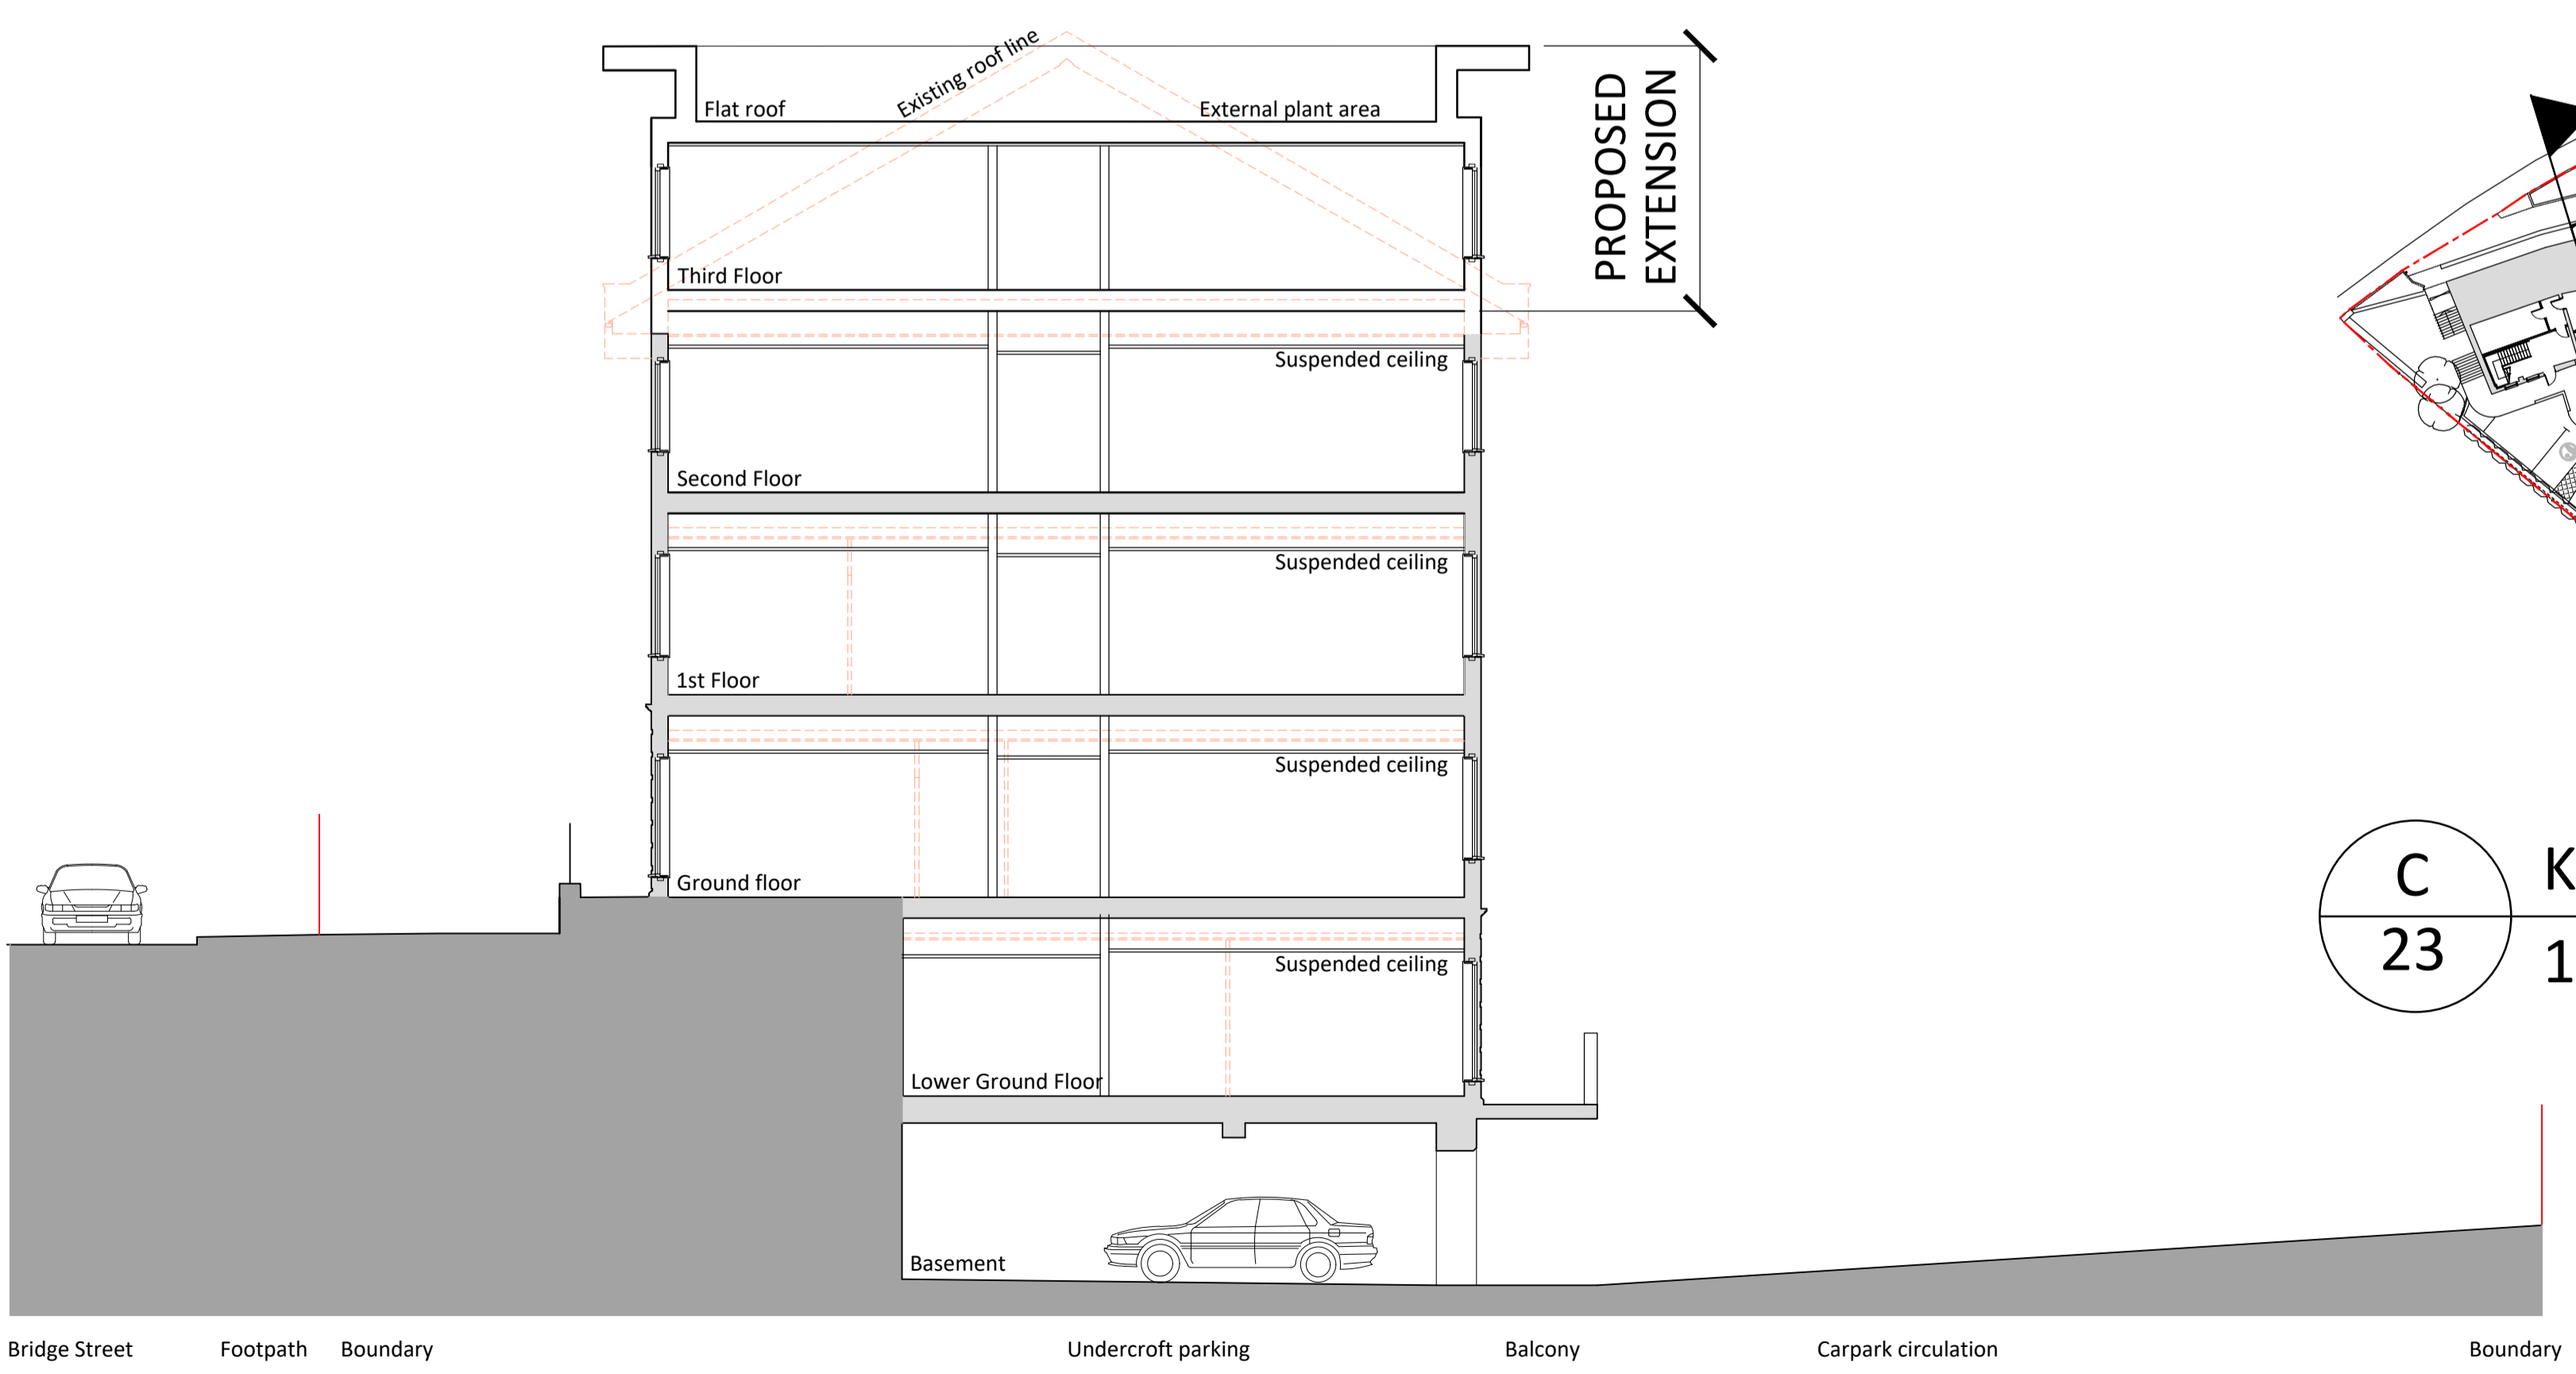 Existing roof line
Flat roof
External plant area
PROPOSED
EXTENSION
Third Floor
Suspended ceiling
Second Floor
Suspended ceiling
1st Floor
Suspended ceiling
Ground floor
C
K
23
1
Suspended ceiling
Lower Ground Floor
Basement
Bridge Street
Footpath
Boundary
Undercroft parking
Balcony
Carpark circulation
Boundary